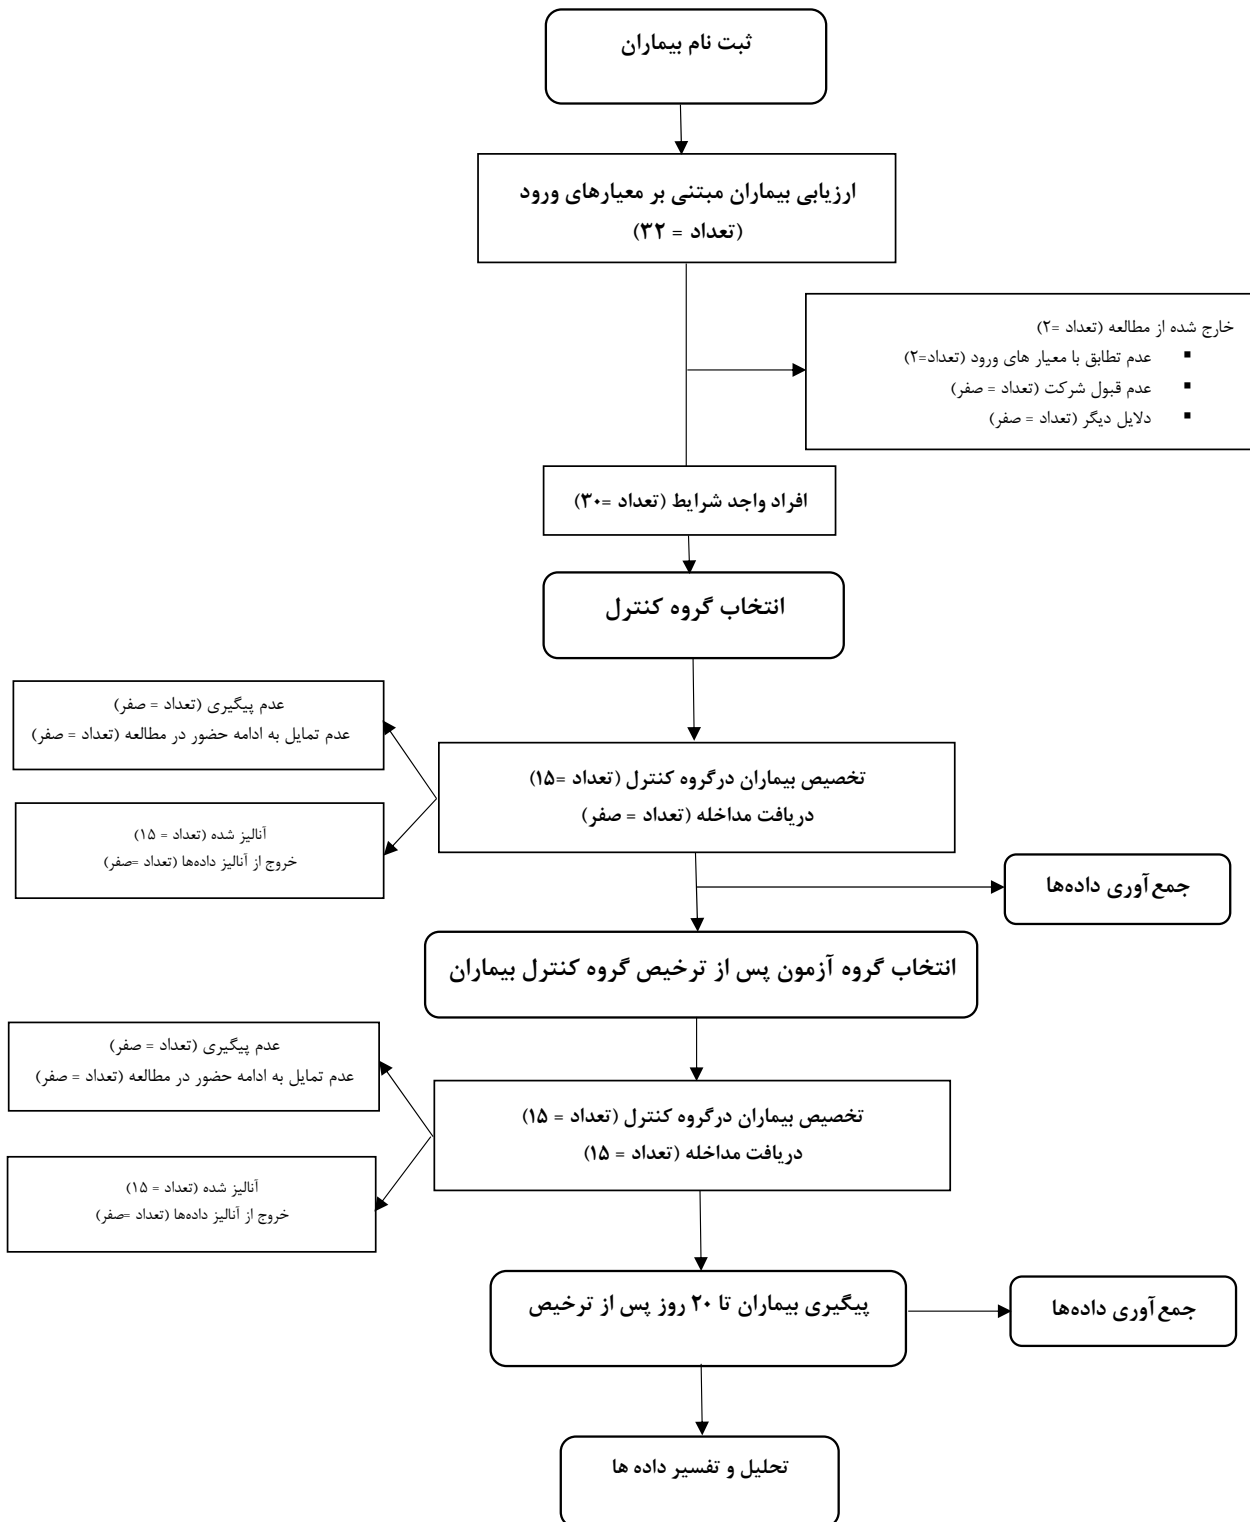 ثبت نام بیماران
ارزیابی بیماران مبتنی بر معیارهای ورود
(تعداد = ۳۲)
خارج شده از مطالعه (تعداد =۲)
▪ عدم تطابق با معیار های ورود (تعداد=۲)
▪ عدم قبول شرکت (تعداد = صفر)
▪ دلایل دیگر (تعداد = صفر)
افراد واجد شرایط (تعداد =۳۰)
انتخاب گروه کنترل
عدم پیگیری (تعداد = صفر)
عدم تمایل به ادامه حضور در مطالعه (تعداد = صفر)
تخصیص بیماران درگروه کنترل (تعداد =۱۵)
دریافت مداخله (تعداد = صفر)
آنالیز شده (تعداد = ۱۵)
خروج از آنالیز داده‌ها (تعداد =صفر)
جمع‌آوری داده‌ها
انتخاب گروه آزمون پس از ترخیص گروه کنترل بیماران
عدم پیگیری (تعداد = صفر)
عدم تمایل به ادامه حضور در مطالعه (تعداد = صفر)
تخصیص بیماران درگروه کنترل (تعداد = ۱۵)
دریافت مداخله (تعداد = ۱۵)
آنالیز شده (تعداد = ۱۵)
خروج از آنالیز داده‌ها (تعداد =صفر)
پیگیری بیماران تا ۲۰ روز پس از ترخیص
جمع‌آوری داده‌ها
تحلیل و تفسیر داده ها